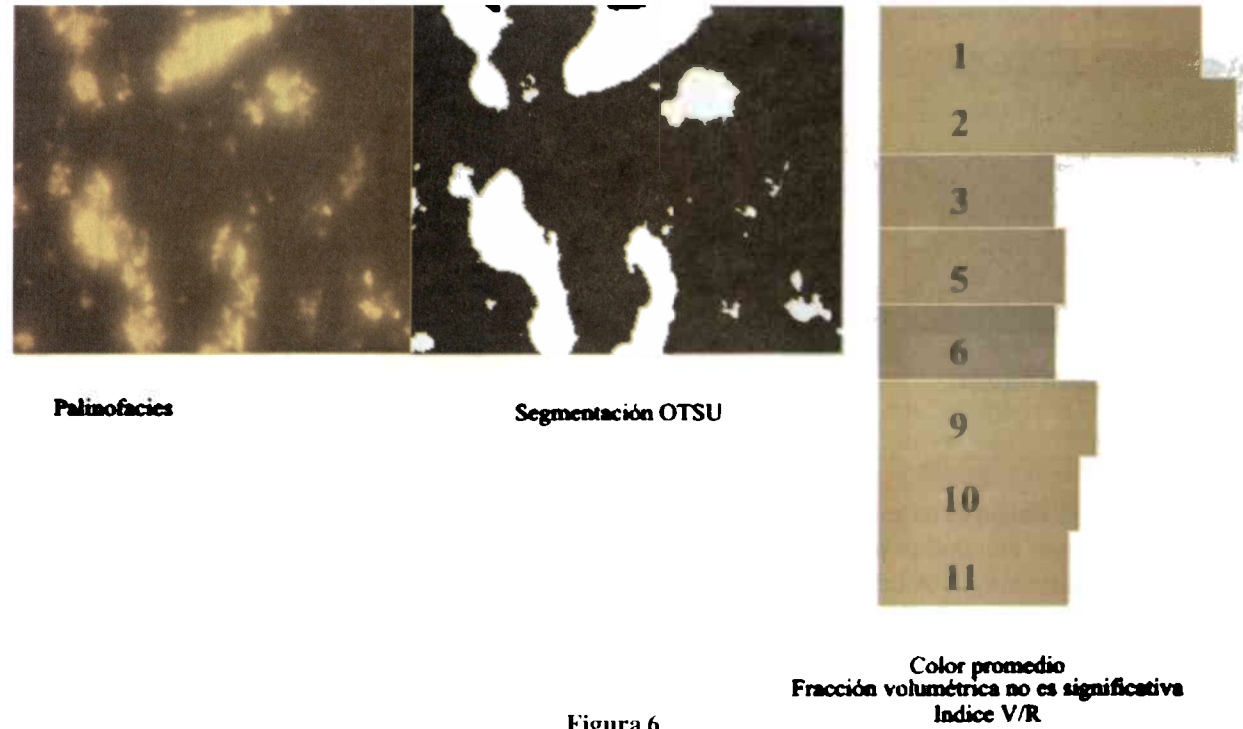 1
2
3
5
6
9
10
11
Palinofacies
Segmentación OTSU
Color promedio
Fracción volumétrica no es significativa
Indice V/R
Figura 6